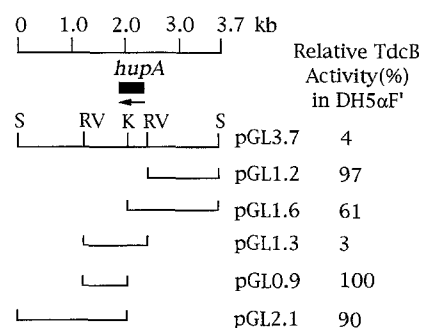 0 1.0 2.0 3.0 3.7 kb
Relative TdcB
hupA
Activity(%)
in DH5αF'
S RV K RV S
pGL3.7 4
pGL1.2 97
pGL1.6 61
pGL1.3 3
pGL0.9 100
pGL2.1 90